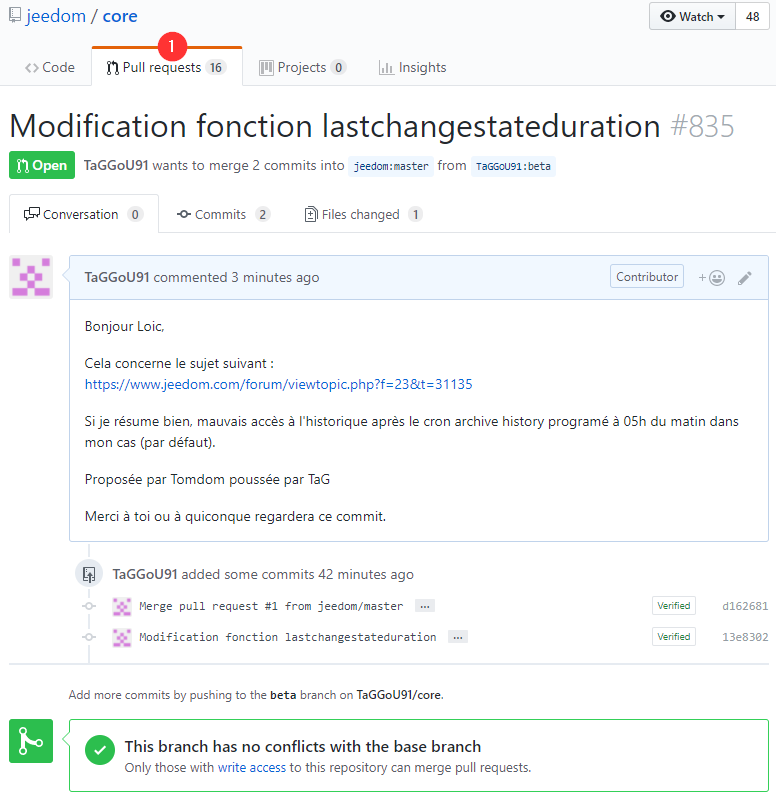 jeedom / core
Watch 48
1
Code Pull requests 16 Projects 0 Insights
Modification fonction lastchangestateduration #835
Open TaGGoU91 wants to merge 2 commits into jeedom:master from TaGGoU91:beta
Conversation 0 Commits 2 Files changed 1
TaGGoU91 commented 3 minutes ago Contributor +
Bonjour Loic,
Cela concerne le sujet suivant :
https://www.jeedom.com/forum/viewtopic.php?f=23&t=31135
Si je résume bien, mauvais accès à l'historique après le cron archive history programé à 05h du matin dans
mon cas (par défaut).
Proposée par Tomdom poussée par TaG
Merci à toi ou à quiconque regardera ce commit.
TaGGoU91 added some commits 42 minutes ago
Merge pull request #1 from jeedom/master ... Verified d162681
Modification fonction lastchangestateduration ... Verified 13e8302
Add more commits by pushing to the beta branch on TaGGoU91/core.
This branch has no conflicts with the base branch
Only those with write access to this repository can merge pull requests.